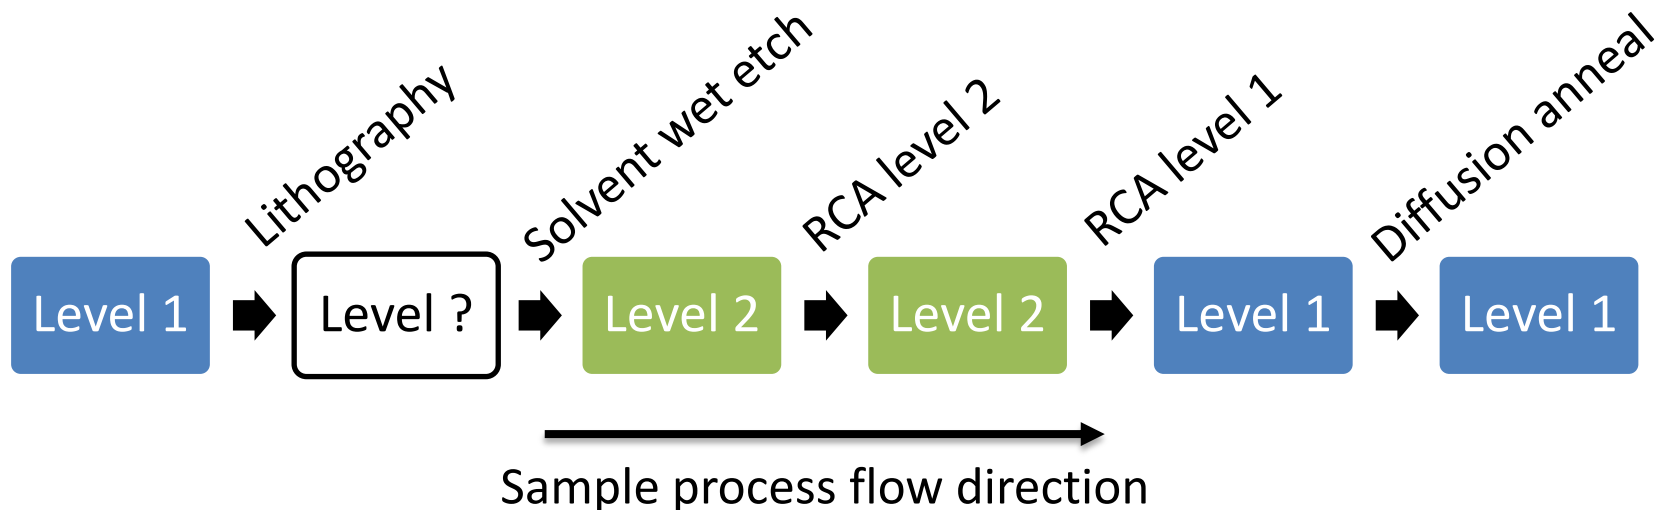 Lithography
Solvent wet etch
RCA level 2
RCA level 1
Diffusion anneal
Level 1
Level ?
Level 2
Level 2
Level 1
Level 1
Sample process flow direction